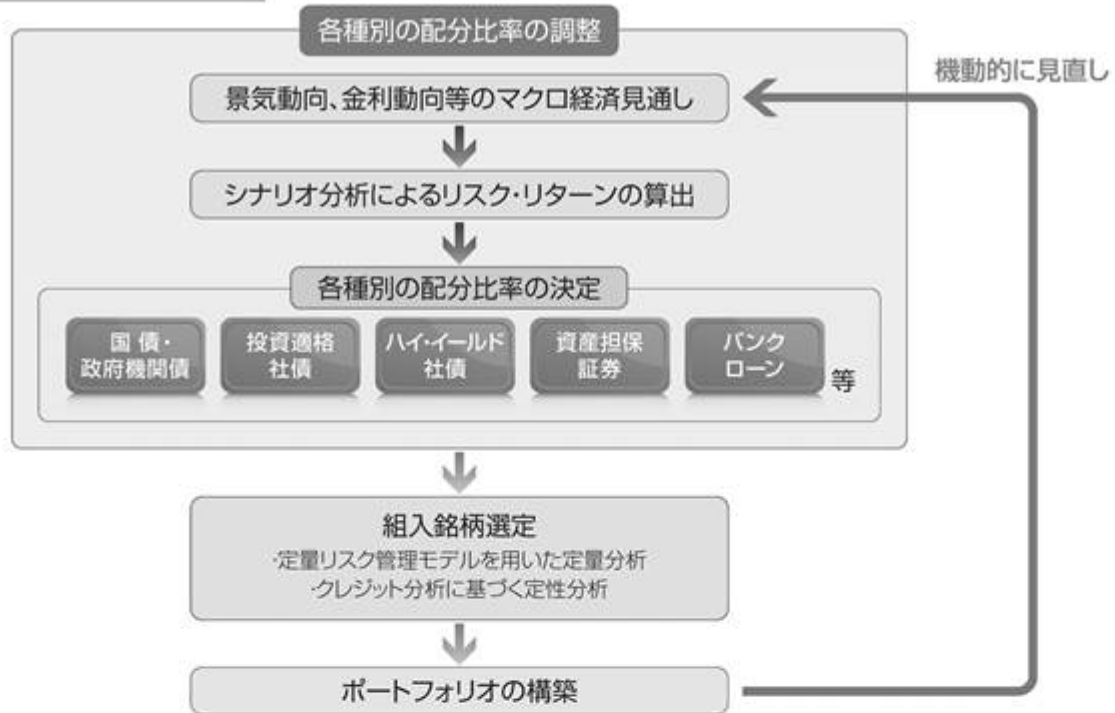 各種別の配分比率の調整
機動的に見直し
景気動向、金利動向等のマクロ経済見通し
シナリオ分析によるリスク・リターンの算出
各種別の配分比率の決定
国債・
政府機関債
投資適格
社債
ハイ・イールド
社債
資産担保
証券
バンク
ローン
等
組入銘柄選定
・定量リスク管理モデルを用いた定量分析
・クレジット分析に基づく定性分析
ポートフォリオの構築